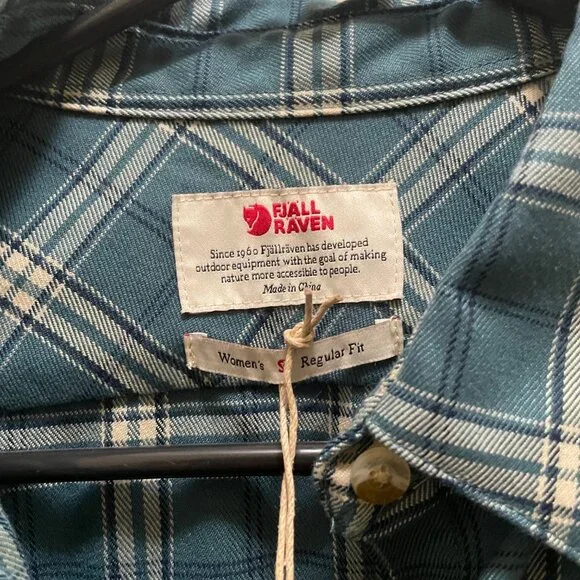 FJÄLL
RÄVEN
Since 1960 Fjällräven has developed
outdoor equipment with the goal of making
nature more accessible to people.
Made in China
Women's S Regular Fit